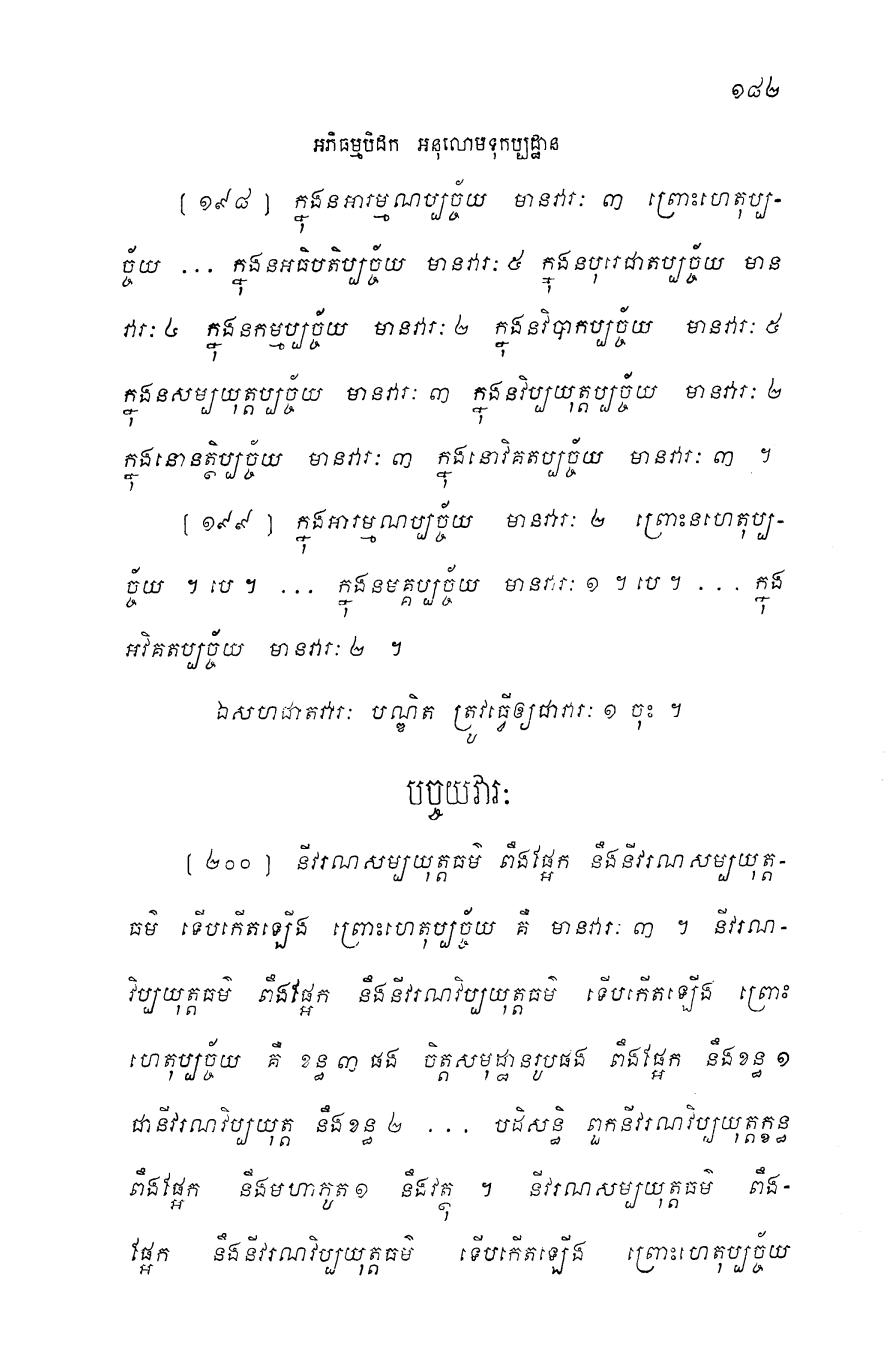 ១៨២
អភិធម្មបិដក អនុលោមទុកប្បដ្ឋាន
[ ១៩៨ ] ក្នុងនអារម្មណប្បច្ច័យ មានវារៈ ៣ ព្រោះហេតុប្ប-
ច្ច័យ ... ក្នុងនអធិបតិប្បច្ច័យ មានវារៈ ៥ ក្នុងនបុរេជាតប្បច្ច័យ មាន
វារៈ ៤ ក្នុងនកម្មប្បច្ច័យ មានវារៈ ២ ក្នុងនវិបាកប្បច្ច័យ មានវារៈ ៥
ក្នុងនសម្បយុត្តប្បច្ច័យ មានវារៈ ៣ ក្នុងនវិប្បយុត្តប្បច្ច័យ មានវារៈ ២
ក្នុងនោនត្ថិប្បច្ច័យ មានវារៈ ៣ ក្នុងនោវិគតប្បច្ច័យ មានវារៈ ៣ ។
[ ១៩៩ ] ក្នុងអារម្មណប្បច្ច័យ មានវារៈ ២ ព្រោះនហេតុប្ប-
ច្ច័យ ។ បេ ។ ... ក្នុងនមគ្គប្បច្ច័យ មានវារៈ ១ ។ បេ ។ ... ក្នុង
អវិគតប្បច្ច័យ មានវារៈ ២ ។
ឯសហជាតវារៈ បណ្ឌិត ត្រូវធ្វើឲ្យជាវារៈ ១ ចុះ ។
បច្ចយវារៈ
[ ២០០ ] នីវរណសម្បយុត្តធម៌ ពឹងផ្អែក នឹងនីវរណសម្បយុត្ត-
ធម៌ ទើបកើតឡើង ព្រោះហេតុប្បច្ច័យ គឺ មានវារៈ ៣ ។ នីវរណ-
វិប្បយុត្តធម៌ ពឹងផ្អែក នឹងនីវរណវិប្បយុត្តធម៌ ទើបកើតឡើង ព្រោះ
ហេតុប្បច្ច័យ គឺ ខន្ធ ៣ ផង ចិត្តសមុដ្ឋានរូបផង ពឹងផ្អែក នឹងខន្ធ ១
ជានីវរណវិប្បយុត្ត នឹងខន្ធ ២ ... បដិសន្ធិ ពួកនីវរណវិប្បយុត្តក្ខន្ធ
ពឹងផ្អែក នឹងមហាភូត ១ នឹងវត្ថុ ។ នីវរណសម្បយុត្តធម៌ ពឹង-
ផ្អែក នឹងនីវរណវិប្បយុត្តធម៌ ទើបកើតឡើង ព្រោះហេតុប្បច្ច័យ